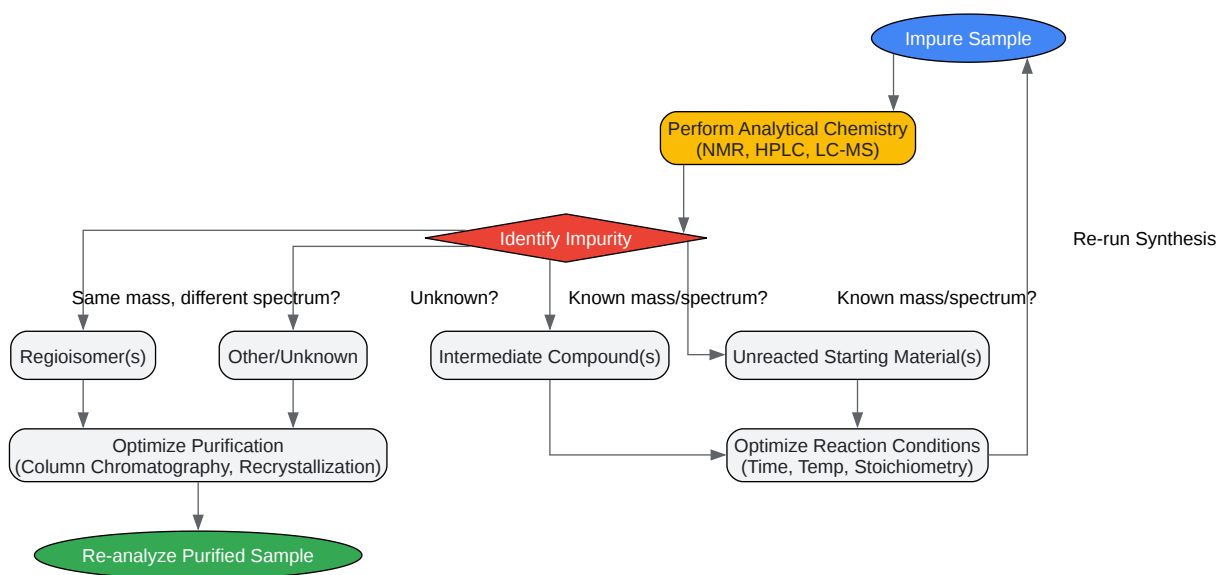 Impure Sample
Perform Analytical Chemistry
(NMR, HPLC, LC-MS)
Identify Impurity
Re-run Synthesis
Same mass, different spectrum?
Unknown?
Known mass/spectrum?
Known mass/spectrum?
Regioisomer(s)
Other/Unknown
Intermediate Compound(s)
Unreacted Starting Material(s)
Optimize Purification
(Column Chromatography, Recrystallization)
Optimize Reaction Conditions
(Time, Temp, Stoichiometry)
Re-analyze Purified Sample